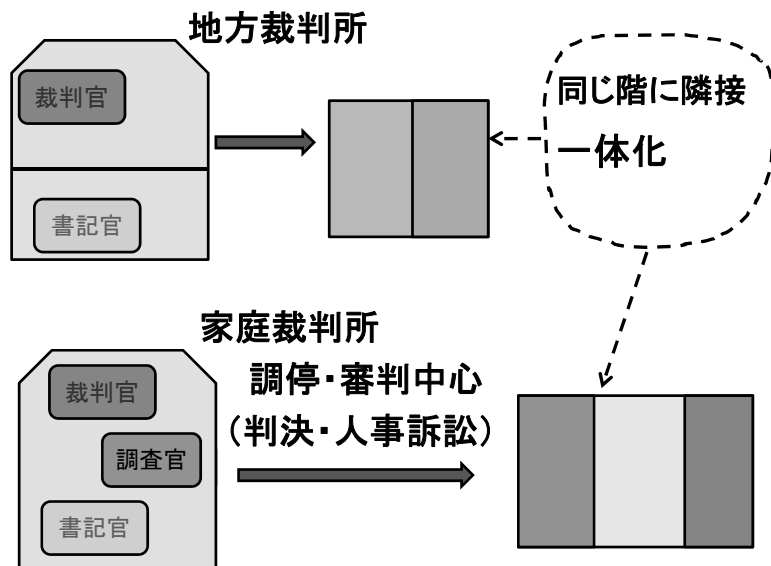 地方裁判所
裁判官
書記官
同じ階に隣接
一体化
家庭裁判所
調停・審判中心
（判決・人事訴訟）
裁判官
調査官
書記官